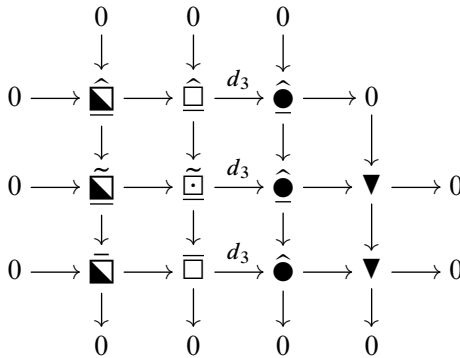 0 0 0
d₃
0 → ⬕̲̂ → □̲̂ → ●̲̂ → 0
d₃
0 → ⬕̲̃ → ⊡̲̃ → ●̲̂ → ▼ → 0
d₃
0 → ⬕̄ → □̄ → ●̂ → ▼ → 0
0 0 0 0